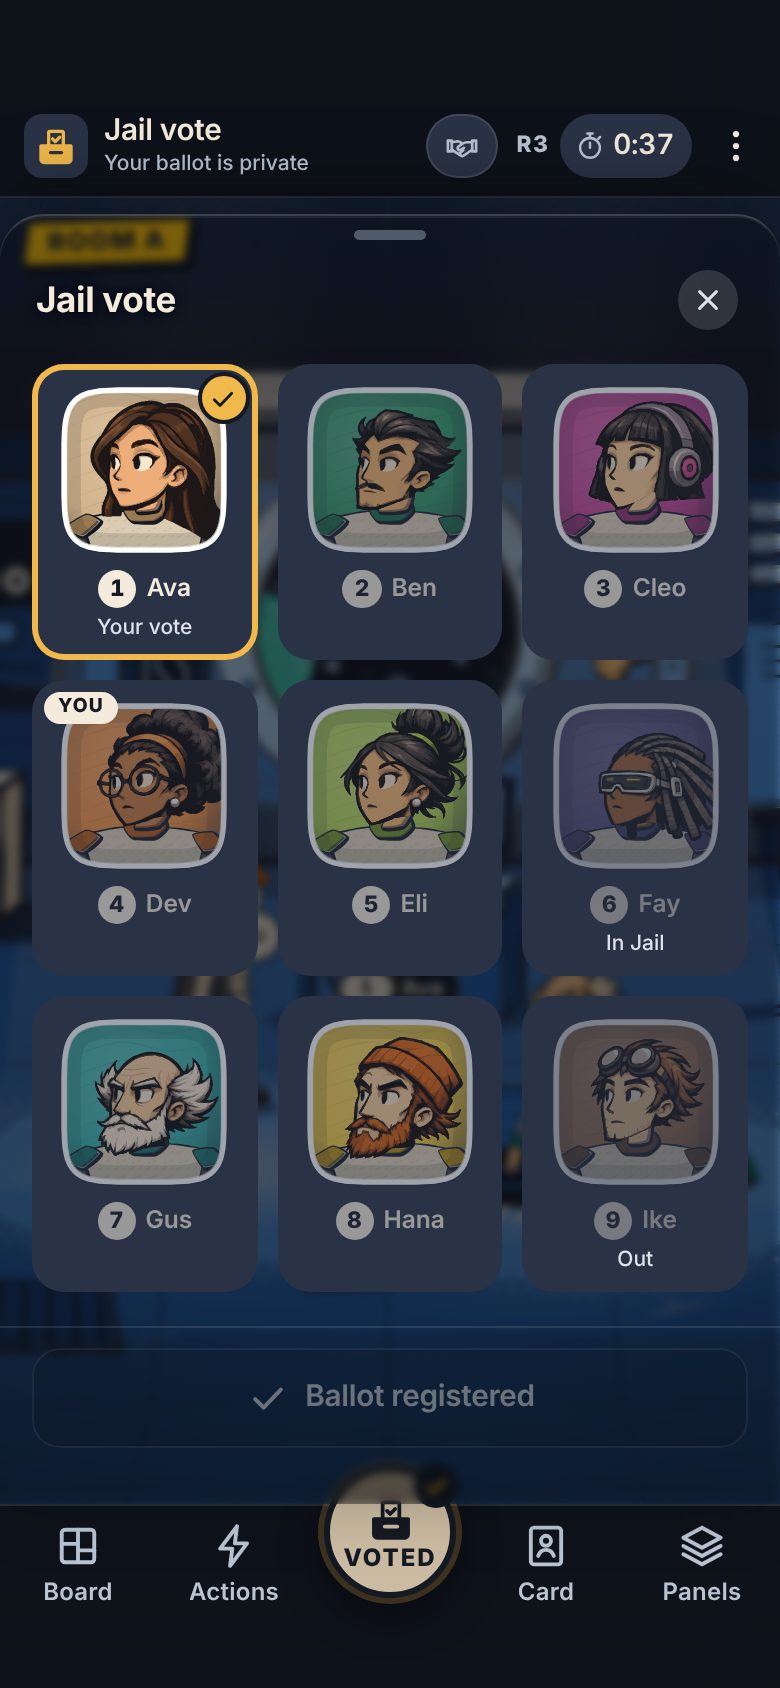 Jail vote
Your ballot is private
R3
0:37
ROOM A
Jail vote
1 Ava
Your vote
2 Ben
3 Cleo
YOU
4 Dev
5 Eli
6 Fay
In Jail
7 Gus
8 Hana
9 Ike
Out
Ballot registered
VOTED
Board
Actions
Card
Panels